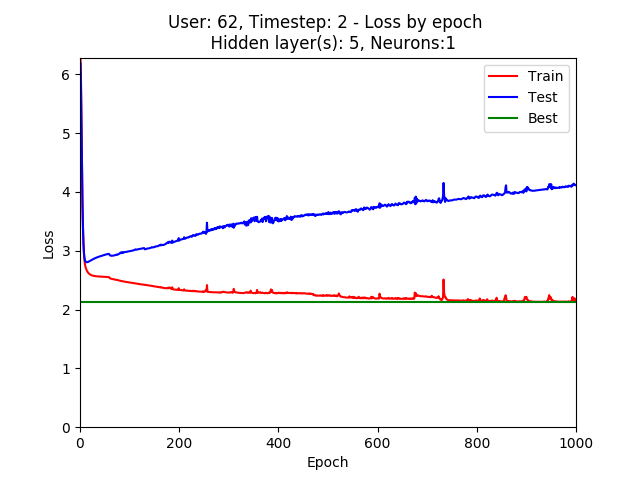 User: 62, Timestep: 2 - Loss by epoch
Hidden layer(s): 5, Neurons:1
Train
Test
Best
6
5
4
3
2
1
0
Loss
0 200 400 600 800 1000
Epoch